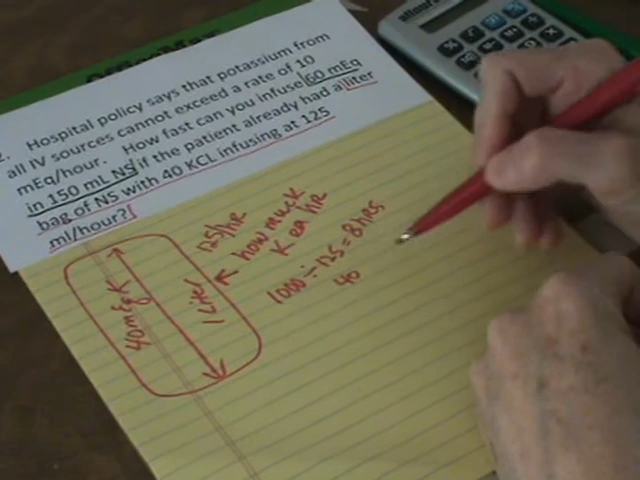 2. Hospital policy says that potassium from
all IV sources cannot exceed a rate of 10
mEq/hour. How fast can you infuse 60 mEq
in 150 mL NS if the patient already had a liter
bag of NS with 40 KCL infusing at 125
ml/hour?
40 mEq K
1 Liter
125/hr
how much
K ea hr
1000 ÷ 125 = 8 hrs
40